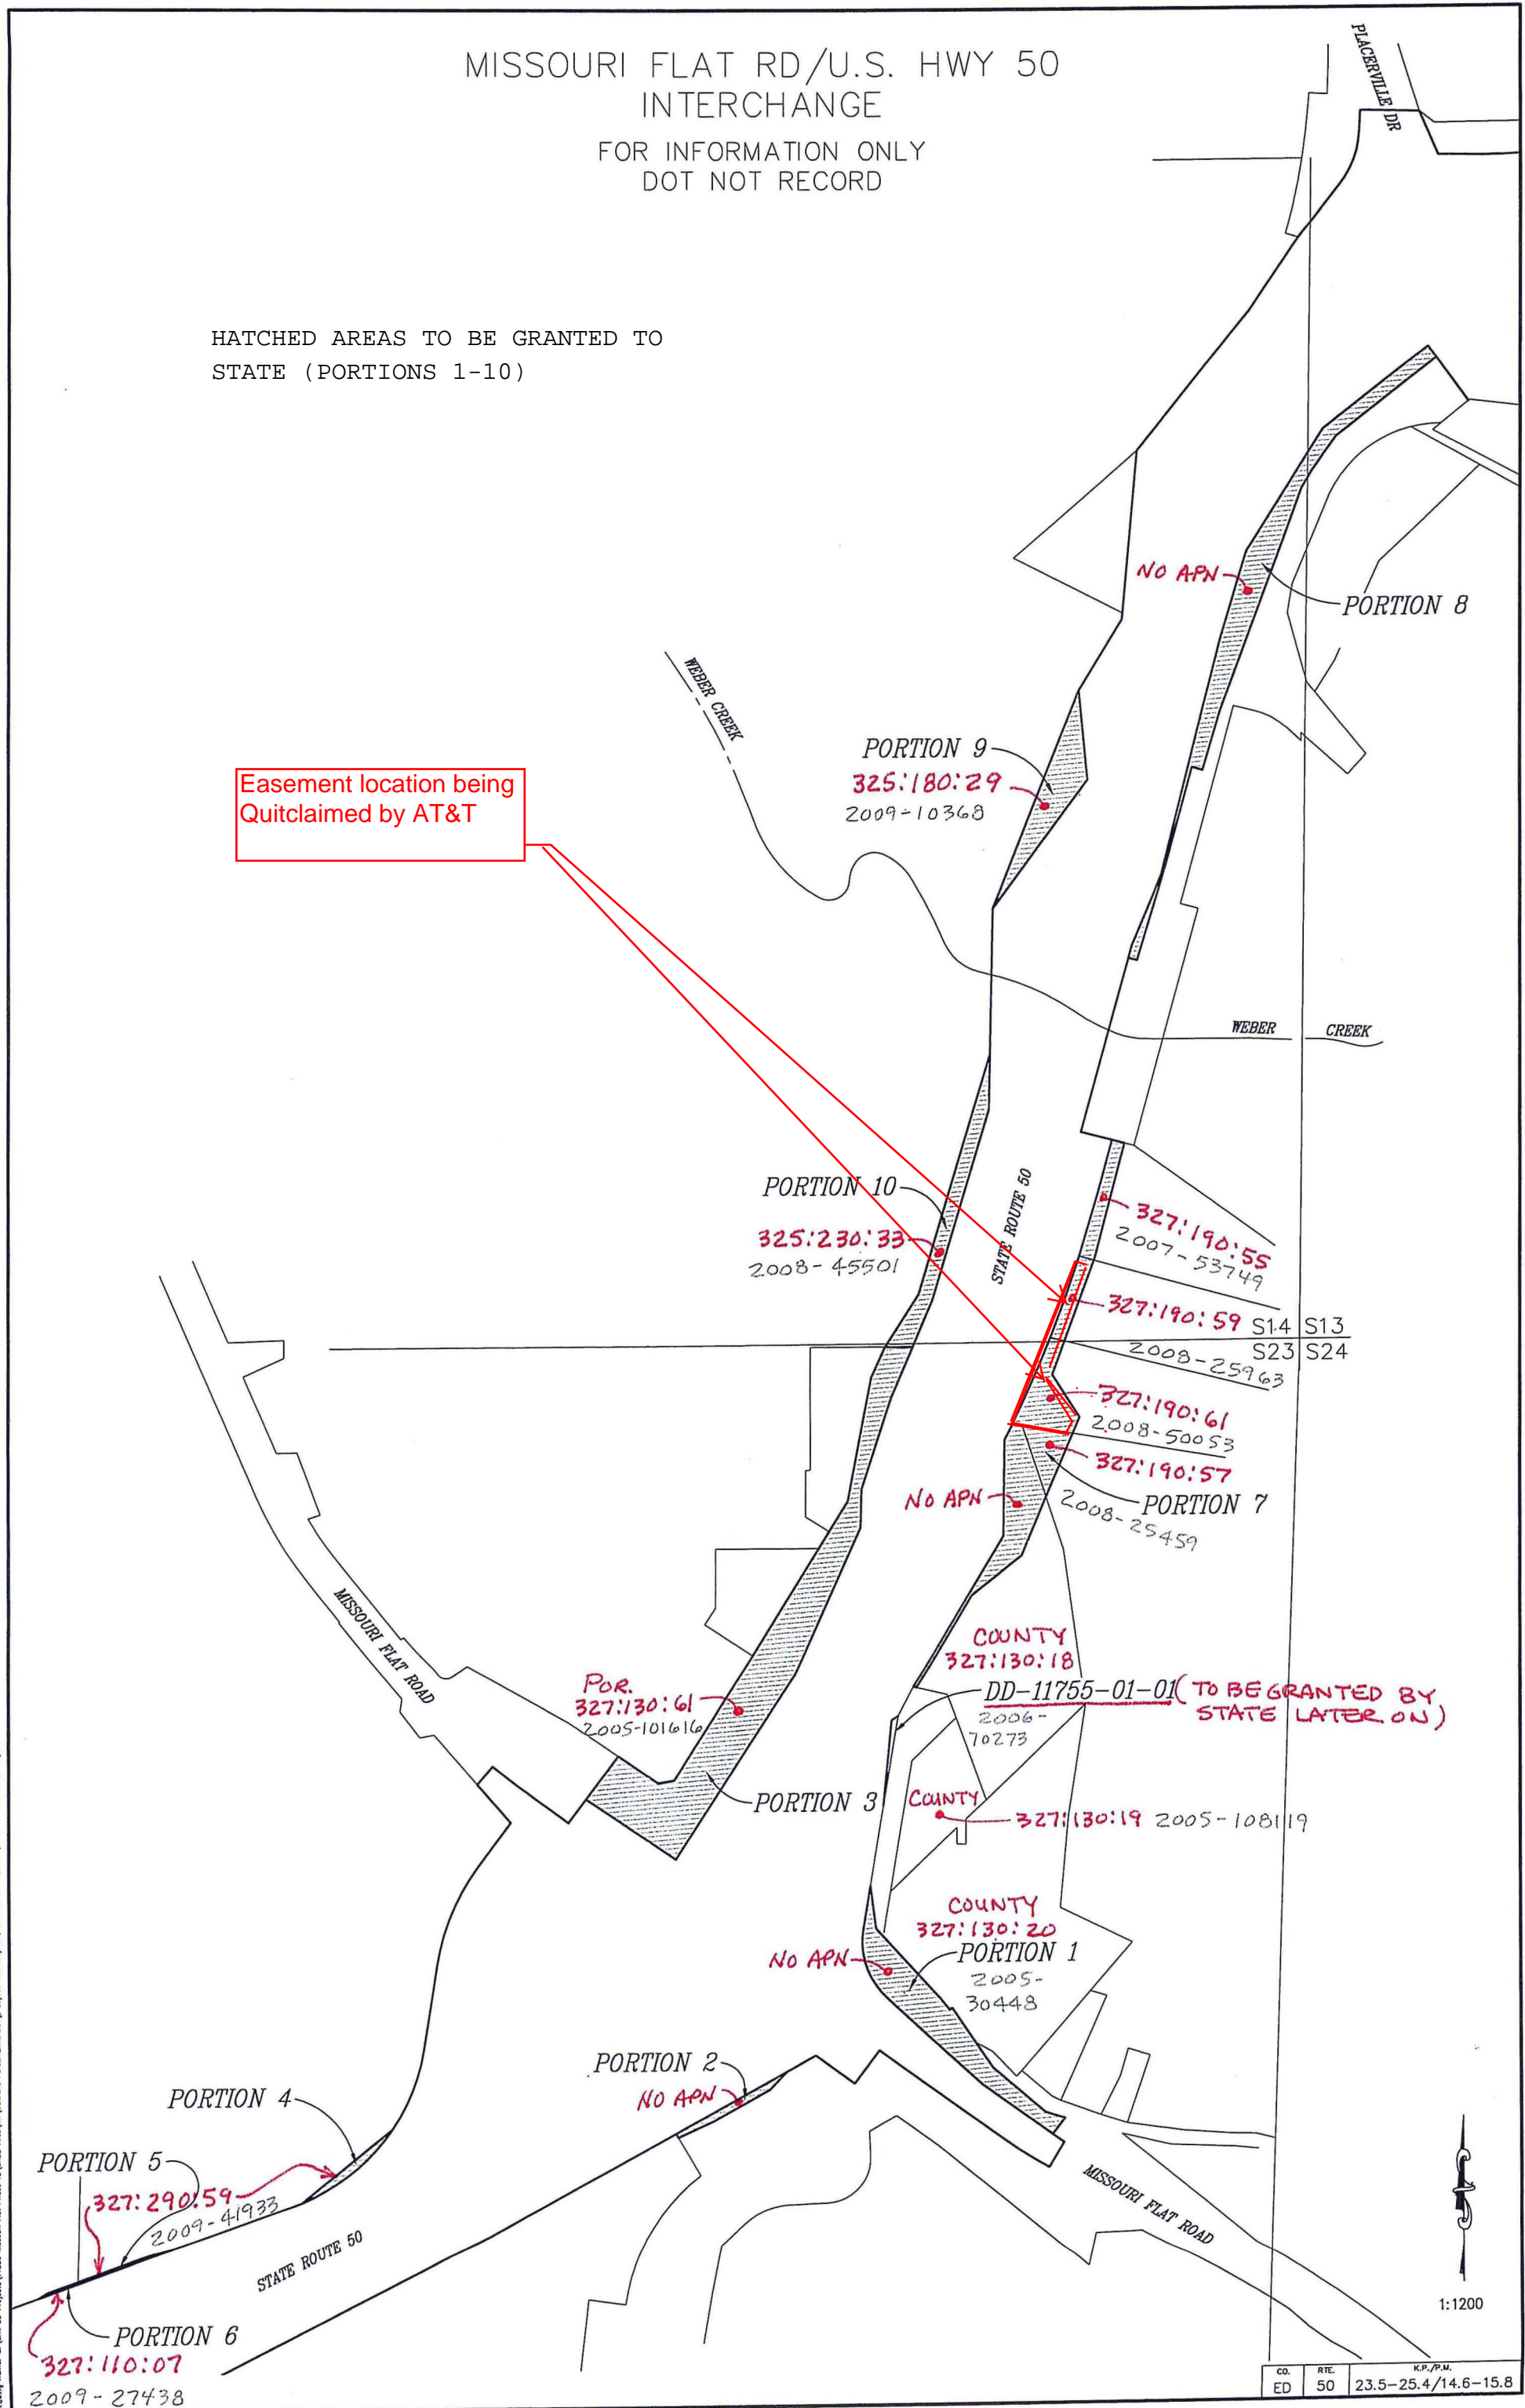 MISSOURI FLAT RD/U.S. HWY 50
INTERCHANGE
FOR INFORMATION ONLY
DOT NOT RECORD
PLACERVILLE DR
HATCHED AREAS TO BE GRANTED TO
STATE (PORTIONS 1-10)
NO APN
PORTION 8
WEBER CREEK
PORTION 9
325:180:29
2009-10368
Easement location being
Quitclaimed by AT&T
WEBER CREEK
PORTION 10
325:230:33
2008-45501
STATE ROUTE 50
327:190:55
2007-53749
327:190:59
S14 S13
S23 S24
2008-25963
327:190:61
2008-50053
327:190:57
PORTION 7
2008-25459
NO APN
MISSOURI FLAT ROAD
COUNTY
327:130:18
DD-11755-01-01 (TO BE GRANTED BY
STATE LATER ON)
2006-
70273
POR.
327:130:61
2005-101616
PORTION 3
COUNTY
327:130:19 2005-108119
COUNTY
327:130:20
NO APN
PORTION 1
2005-
30448
PORTION 2
NO APN
PORTION 4
PORTION 5
327:290:59
2009-41933
STATE ROUTE 50
PORTION 6
327:110:07
2009-27438
MISSOURI FLAT ROAD
1:1200
CO. RTE. K.P./P.M.
ED 50 23.5-25.4/14.6-15.8